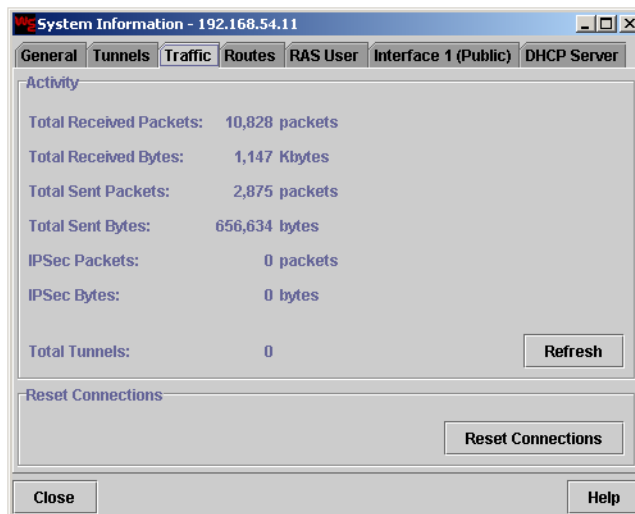 WG System Information - 192.168.54.11
General Tunnels Traffic Routes RAS User Interface 1 (Public) DHCP Server
Activity
Total Received Packets: 10,828 packets
Total Received Bytes: 1,147 Kbytes
Total Sent Packets: 2,875 packets
Total Sent Bytes: 656,634 bytes
IPSec Packets: 0 packets
IPSec Bytes: 0 bytes
Total Tunnels: 0
Refresh
Reset Connections
Reset Connections
Close Help